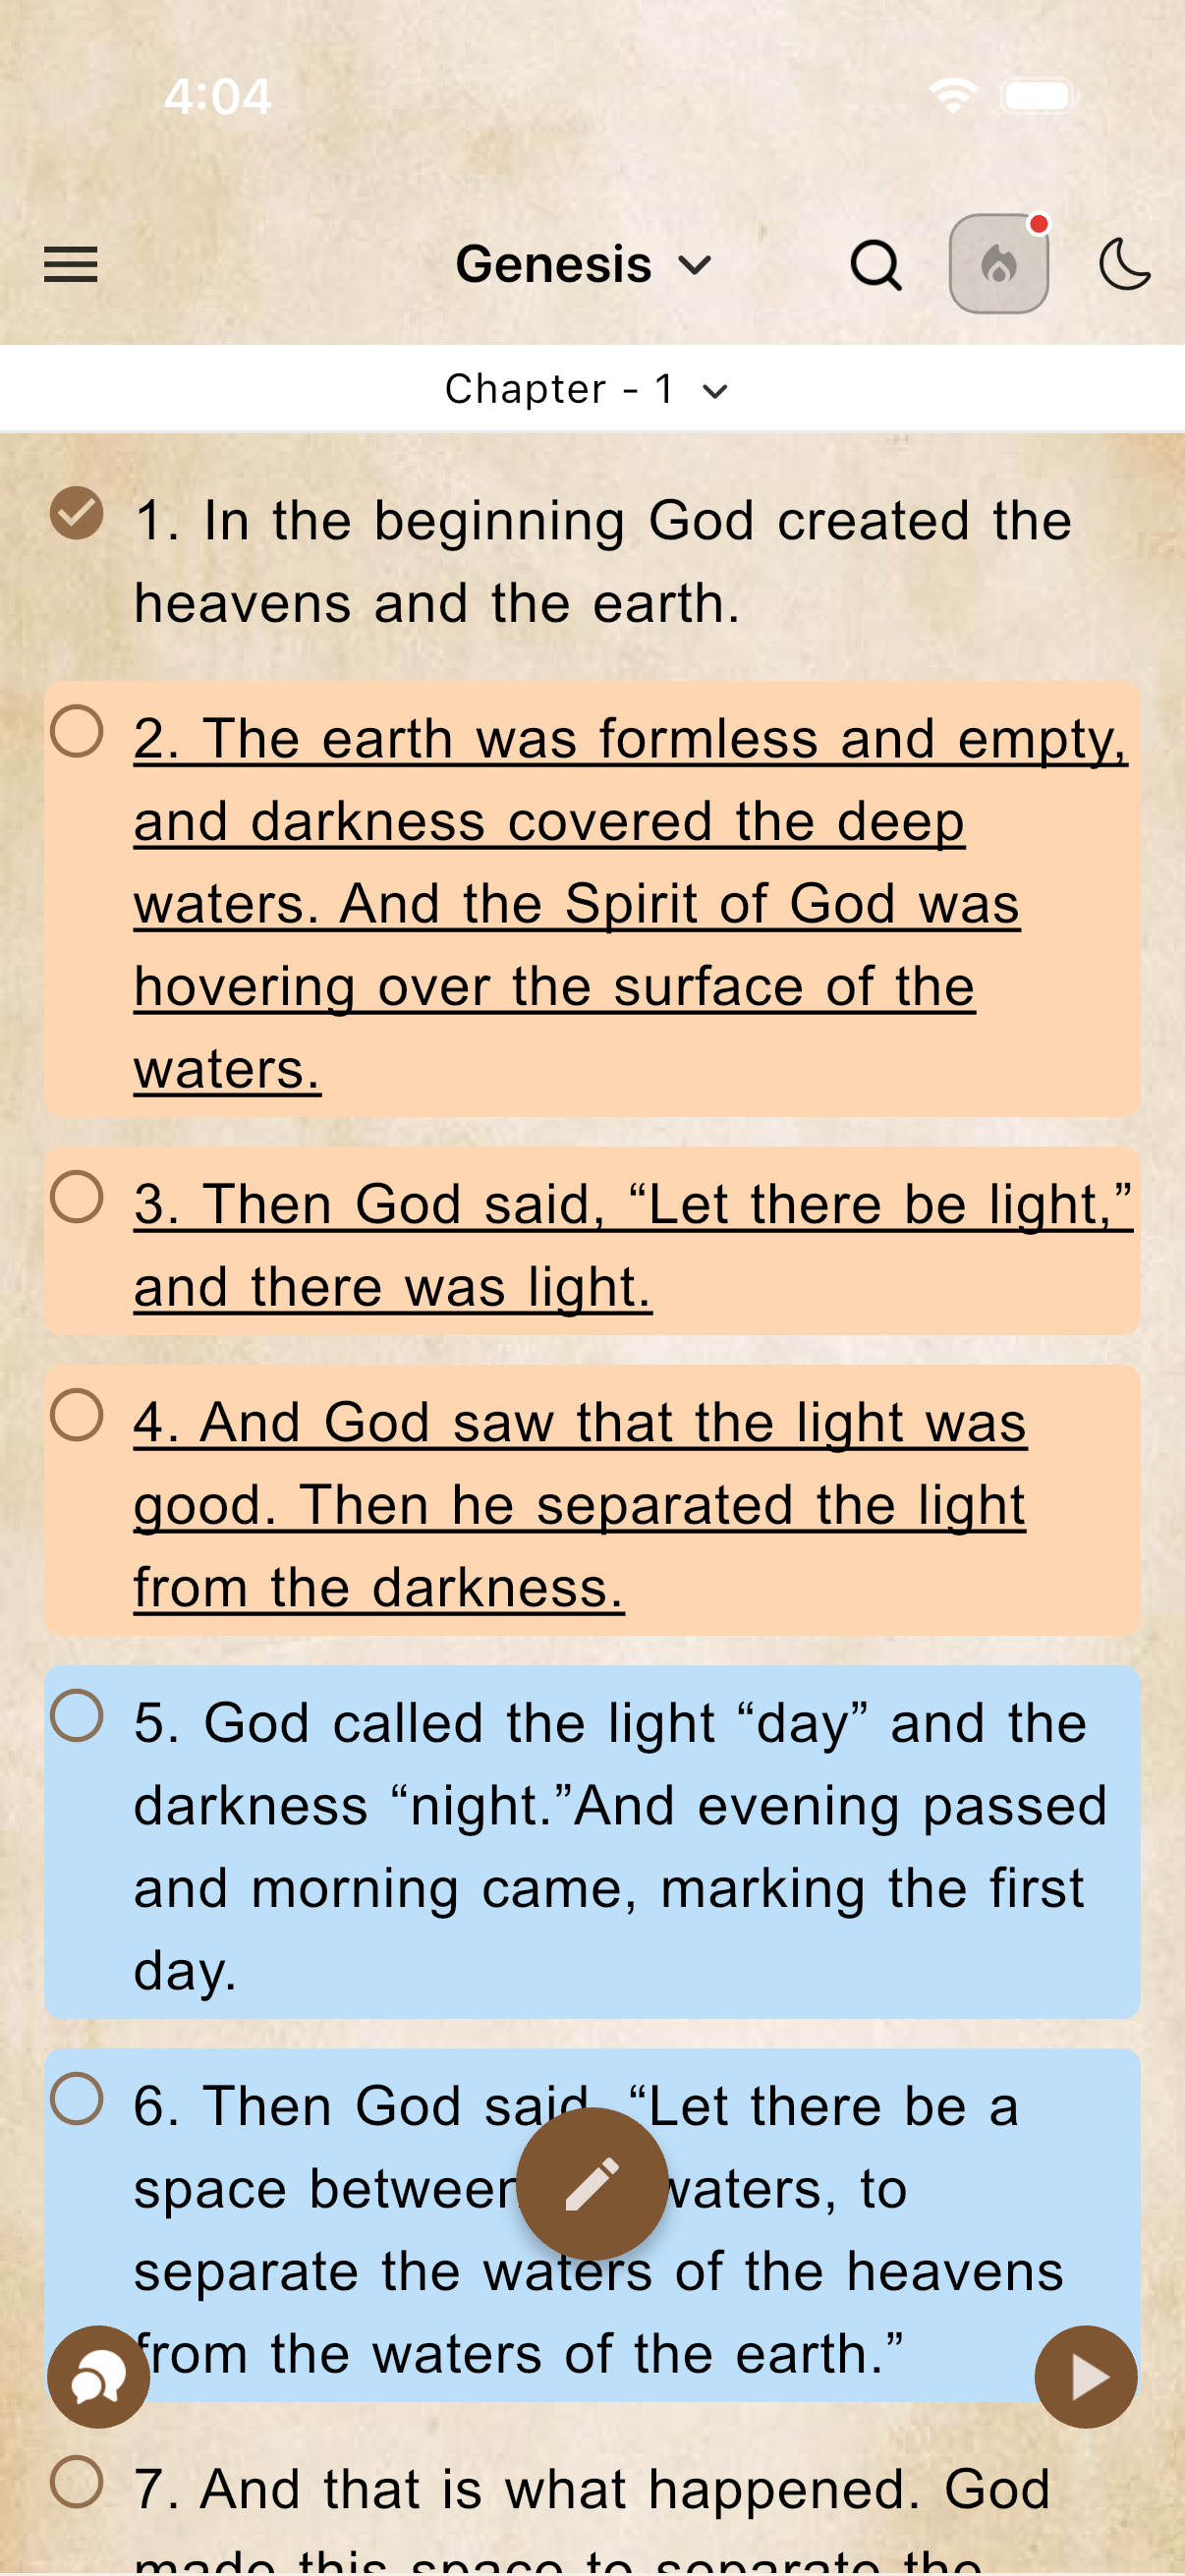 4:04
Genesis
Chapter - 1
1. In the beginning God created the
heavens and the earth.
2. The earth was formless and empty,
and darkness covered the deep
waters. And the Spirit of God was
hovering over the surface of the
waters.
3. Then God said, “Let there be light,”
and there was light.
4. And God saw that the light was
good. Then he separated the light
from the darkness.
5. God called the light “day” and the
darkness “night.”And evening passed
and morning came, marking the first
day.
6. Then God said, “Let there be a
space between waters, to
separate the waters of the heavens
from the waters of the earth.”
7. And that is what happened. God
made this space to separate the